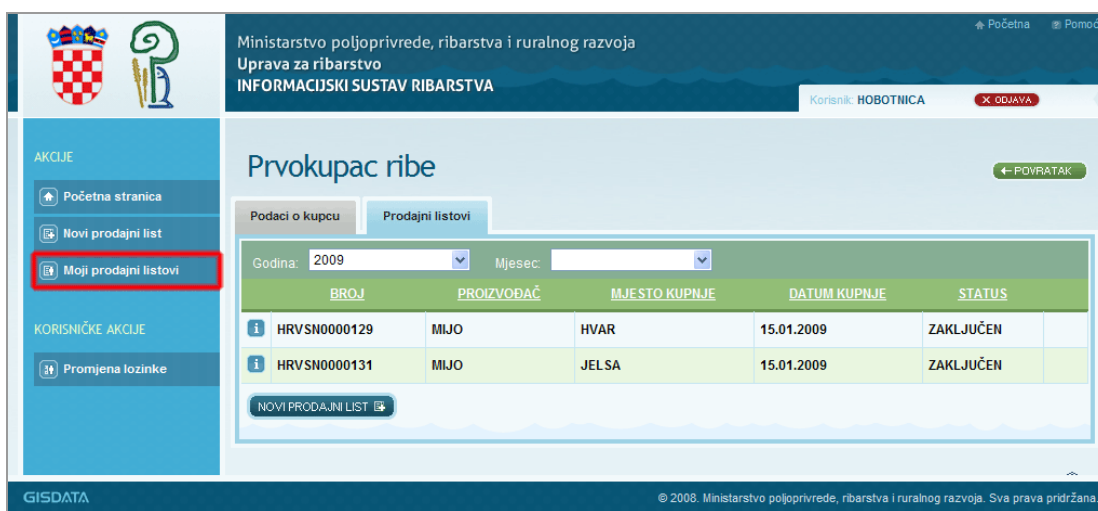 Početna Pomoć
Ministarstvo poljoprivrede, ribarstva i ruralnog razvoja
Uprava za ribarstvo
INFORMACIJSKI SUSTAV RIBARSTVA
Korisnik: HOBOTNICA X ODJAVA
AKCIJE
Početna stranica
Novi prodajni list
Moji prodajni listovi
KORISNIČKE AKCIJE
Promjena lozinke
Prvokupac ribe
POVRATAK
Podaci o kupcu Prodajni listovi
Godina: 2009 Mjesec:
BROJ PROIZVOĐAČ MJESTO KUPNJE DATUM KUPNJE STATUS
HRVSN0000129 MIJO HVAR 15.01.2009 ZAKLJUČEN
HRVSN0000131 MIJO JELSA 15.01.2009 ZAKLJUČEN
NOVI PRODAJNI LIST
GISDATA
© 2008. Ministarstvo poljoprivrede, ribarstva i ruralnog razvoja. Sva prava pridržana.